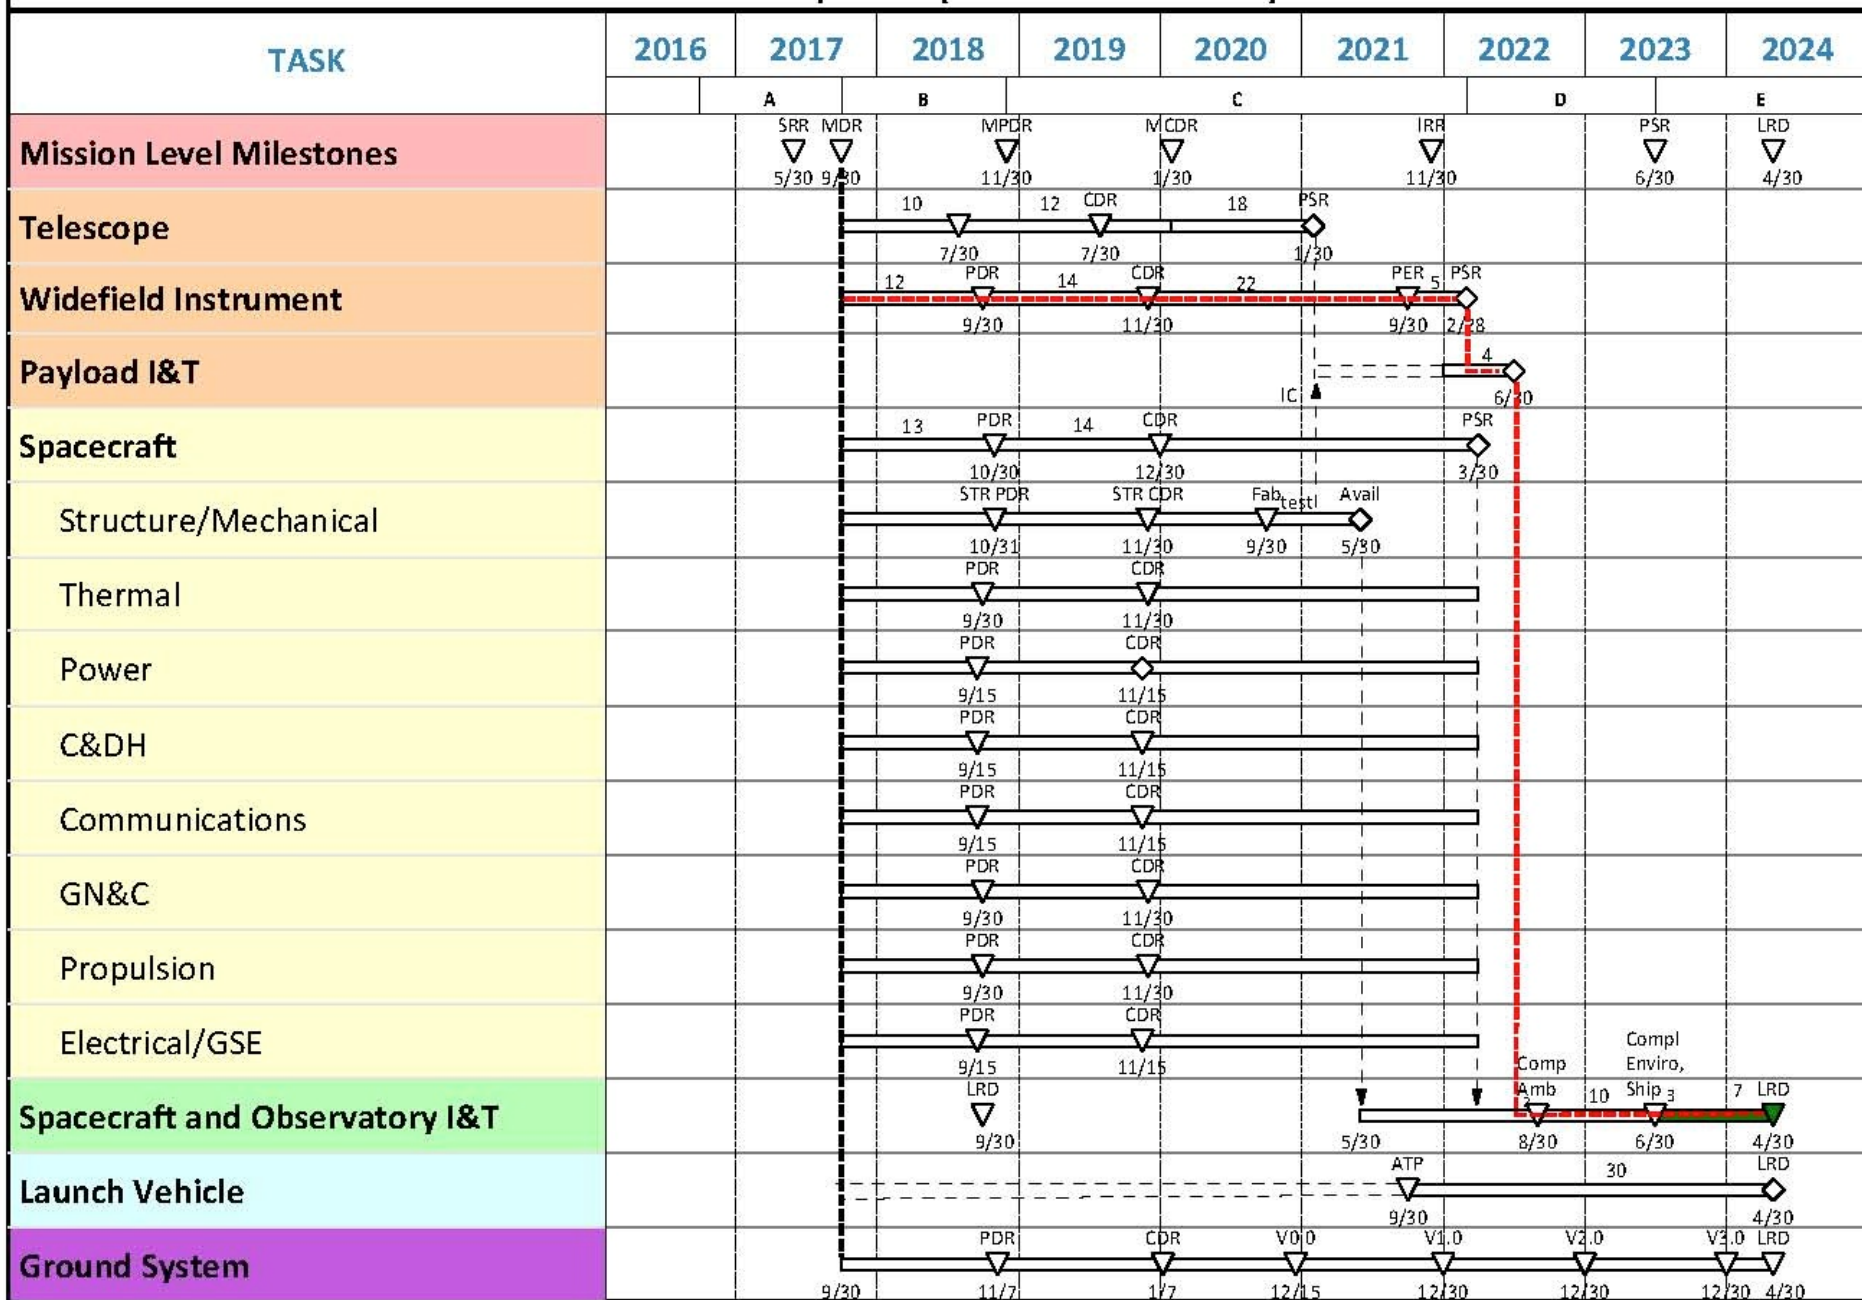 TASK 2016 2017 2018 2019 2020 2021 2022 2023 2024
A B C D E
SRR MDR MPDR MCDR IRR PSR LRD
Mission Level Milestones
5/30 9/30 11/30 1/30 11/30 6/30 4/30
10 12 CDR 18 PSR
Telescope
7/30 7/30 1/30
12 PDR 14 CDR 22 PER 5 PSR
Widefield Instrument
9/30 11/30 9/30 2/28
4
Payload I&T
IC 6/30
13 PDR 14 CDR PSR
Spacecraft
10/30 12/30 3/30
STR PDR STR CDR Fab test Avail
Structure/Mechanical
10/31 11/30 9/30 5/30
PDR CDR
Thermal
9/30 11/30
PDR CDR
Power
9/15 11/15
PDR CDR
C&DH
9/15 11/15
PDR CDR
Communications
9/15 11/15
PDR CDR
GN&C
9/30 11/30
PDR CDR
Propulsion
9/30 11/30
PDR CDR
Electrical/GSE
9/15 11/15
LRD Comp Amb 10 Compl Enviro, Ship 3 7 LRD
Spacecraft and Observatory I&T
9/30 5/30 8/30 6/30 4/30
ATP 30 LRD
Launch Vehicle
9/30 4/30
PDR CDR V0.0 V1.0 V2.0 V3.0 LRD
Ground System
9/30 11/7 1/7 12/15 12/30 12/30 12/30 4/30